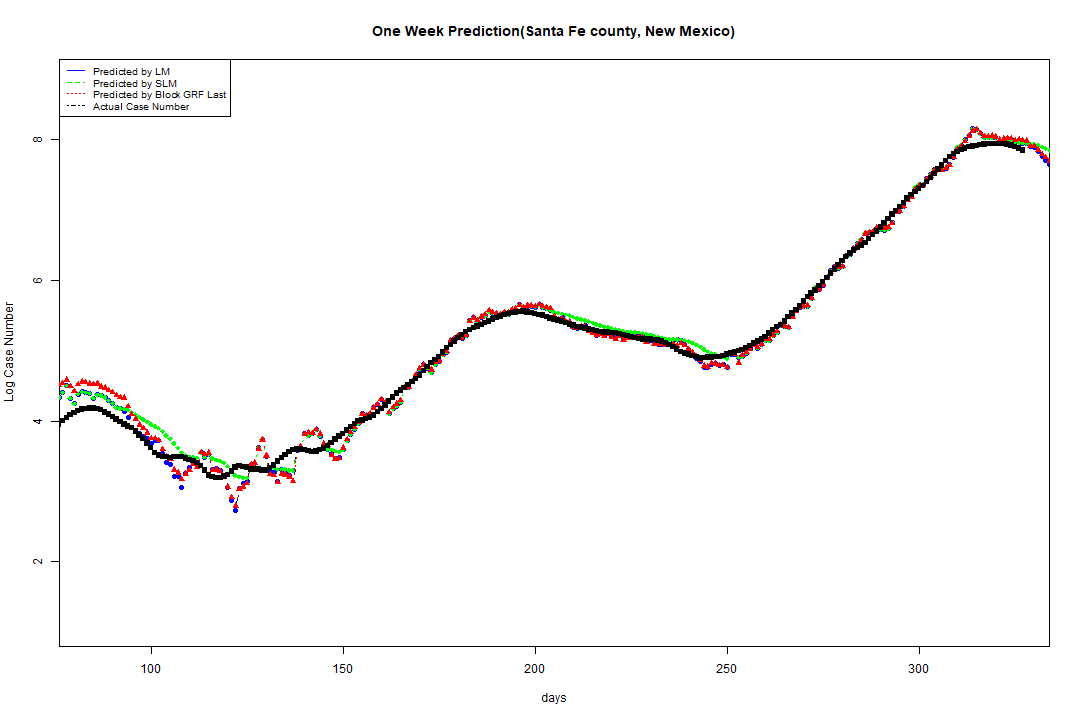 One Week Prediction(Santa Fe county, New Mexico)
Predicted by LM
Predicted by SLM
Predicted by Block GRF Last
Actual Case Number
8
6
4
2
Log Case Number
100 150 200 250 300
days